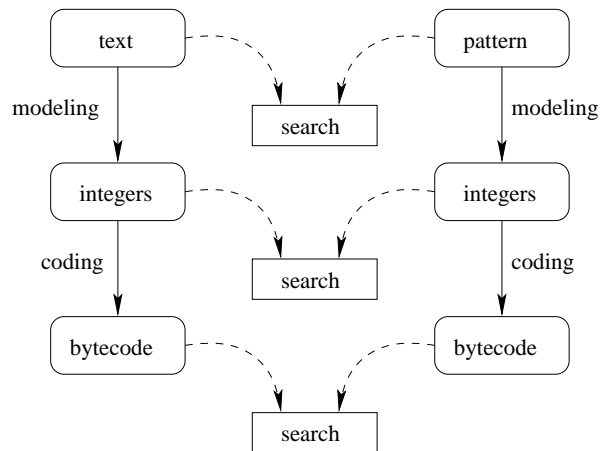 text
pattern
modeling
modeling
search
integers
integers
coding
coding
search
bytecode
bytecode
search